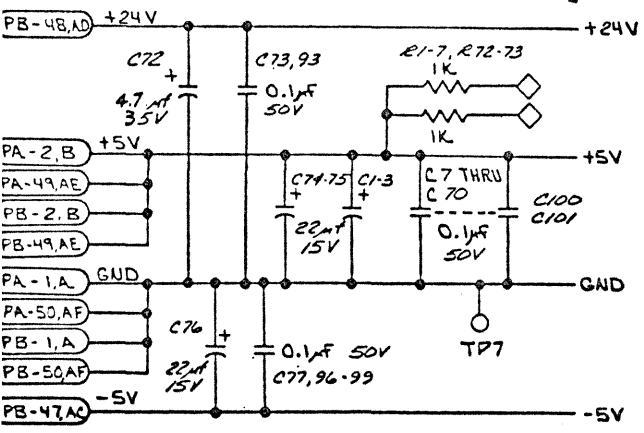 PB-48,AD +24V +24V
R1-7, R72-73
C72 C73,93 1K
+
4.7 µf 35V
0.1µf 50V
1K
PA-2,B +5V +5V
PA-49,AE
PB-2,B
PB-49,AE
C74-75 + C1-3 +
22µf 15V
C7 THRU C70
0.1µf 50V
C100 C101
PA-1,A GND GND
PA-50,AF
PB-1,A
PB-50,AF
C76 +
22µf 15V
0.1µf 50V
C77,96-99
TP7
PB-47,AC -5V -5V